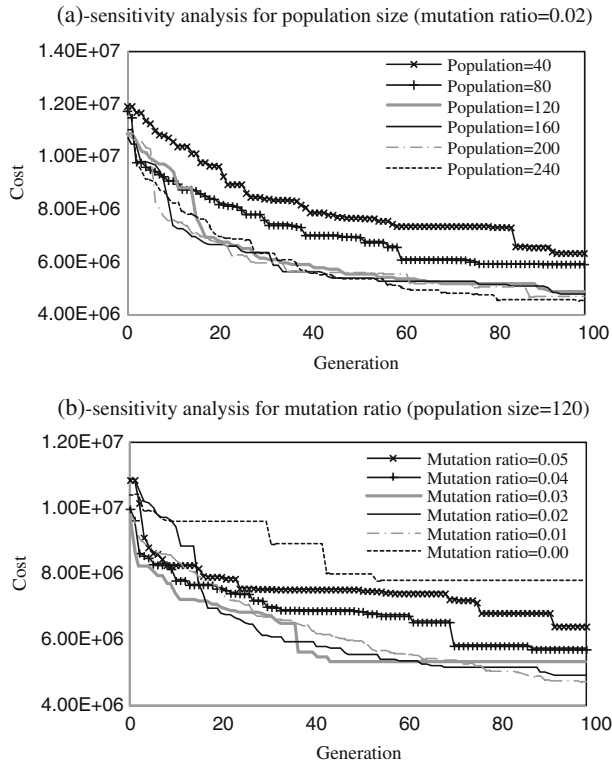 (a)-sensitivity analysis for population size (mutation ratio=0.02)
1.40E+07
1.20E+07
1.00E+07
8.00E+06
6.00E+06
4.00E+06
Cost
Population=40
Population=80
Population=120
Population=160
Population=200
Population=240
0 20 40 60 80 100
Generation
(b)-sensitivity analysis for mutation ratio (population size=120)
1.20E+07
1.00E+07
8.00E+06
6.00E+06
4.00E+06
Cost
Mutation ratio=0.05
Mutation ratio=0.04
Mutation ratio=0.03
Mutation ratio=0.02
Mutation ratio=0.01
Mutation ratio=0.00
0 20 40 60 80 100
Generation